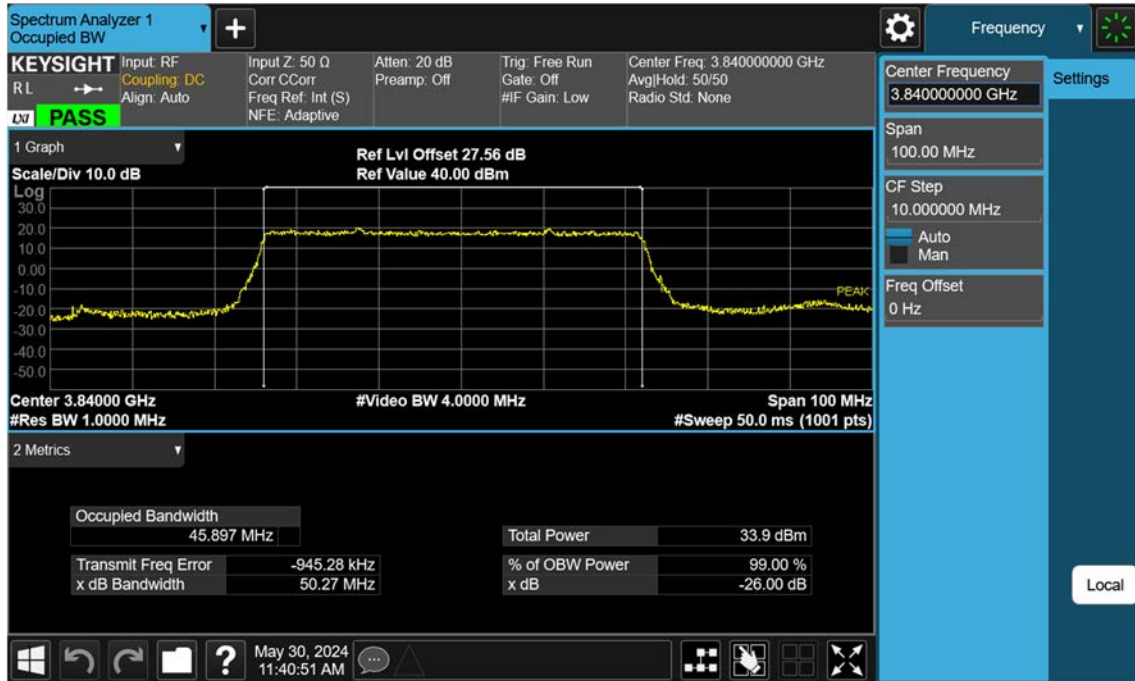 Spectrum Analyzer 1
Occupied BW
+
Frequency
KEYSIGHT
RL
LXI PASS
Input: RF
Coupling: DC
Align: Auto
Input Z: 50 Ω
Corr CCorr
Freq Ref: Int (S)
NFE: Adaptive
Atten: 20 dB
Preamp: Off
Trig: Free Run
Gate: Off
#IF Gain: Low
Center Freq: 3.840000000 GHz
Avg|Hold: 50/50
Radio Std: None
Center Frequency
3.840000000 GHz
Settings
Span
100.00 MHz
CF Step
10.000000 MHz
Auto
Man
Freq Offset
0 Hz
Local
1 Graph
Scale/Div 10.0 dB
Ref Lvl Offset 27.56 dB
Ref Value 40.00 dBm
Log
30.0
20.0
10.0
0.00
-10.0
-20.0
-30.0
-40.0
-50.0
PEAK
Center 3.84000 GHz
#Video BW 4.0000 MHz
Span 100 MHz
#Res BW 1.0000 MHz
#Sweep 50.0 ms (1001 pts)
2 Metrics
Occupied Bandwidth
45.897 MHz
Total Power 33.9 dBm
Transmit Freq Error -945.28 kHz
% of OBW Power 99.00 %
x dB Bandwidth 50.27 MHz
x dB -26.00 dB
?
May 30, 2024
11:40:51 AM